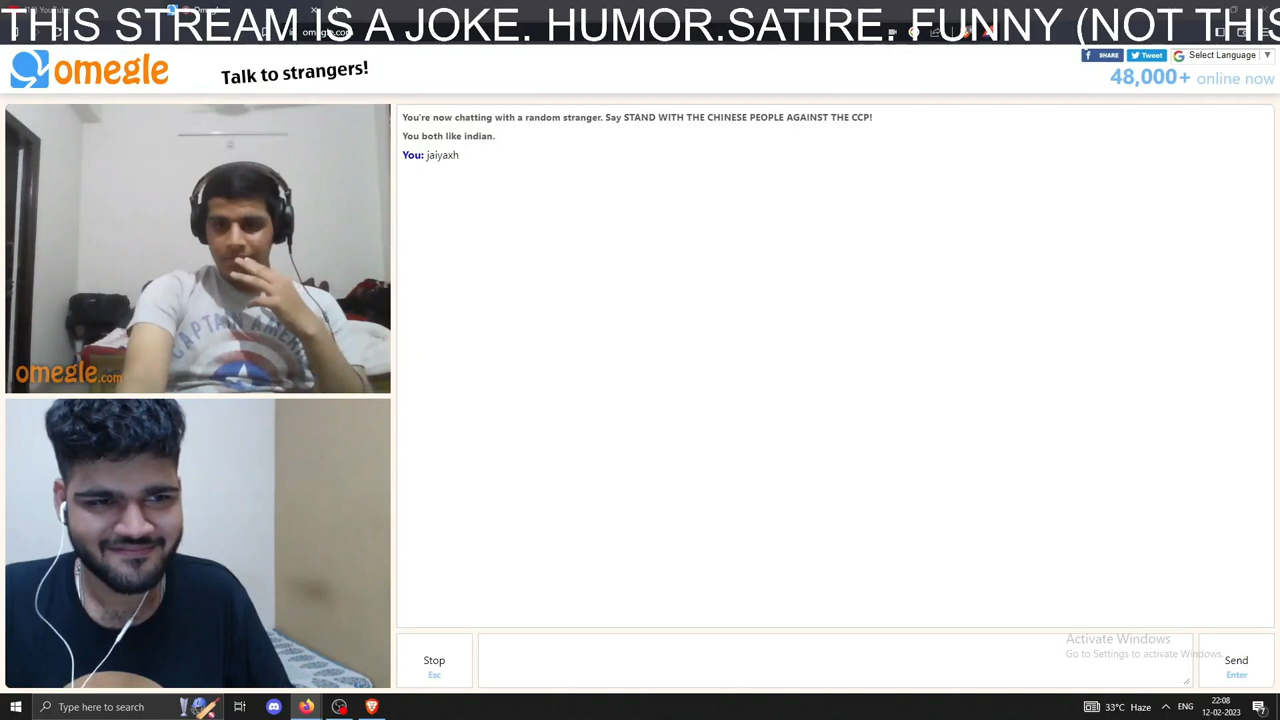 THIS STREAM IS A JOKE. HUMOR.SATIRE. FUNNY (NOT THIS
omegle
Talk to strangers!
SHARE
Tweet
Select Language
48,000+ online now
You're now chatting with a random stranger. Say STAND WITH THE CHINESE PEOPLE AGAINST THE CCP!
You both like indian.
You: jaiyaxh
CAPTAIN AMERI
omegle.com
Stop
Esc
Activate Windows
Go to Settings to activate Windows.
Send
Enter
Type here to search
33°C Haze
ENG
22:08
12-02-2023